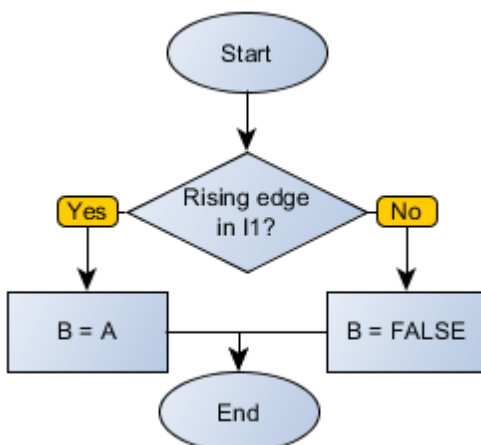 Start
Rising edge
in I1?
Yes
No
B = A
B = FALSE
End